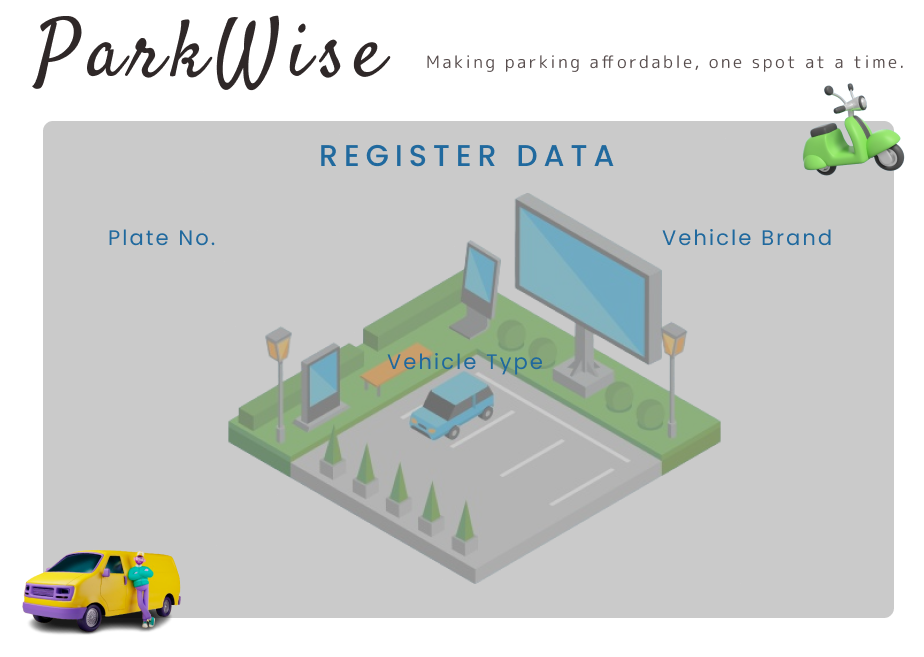 ParkWise
Making parking affordable, one spot at a time.
REGISTER DATA
Plate No.
Vehicle Brand
Vehicle Type